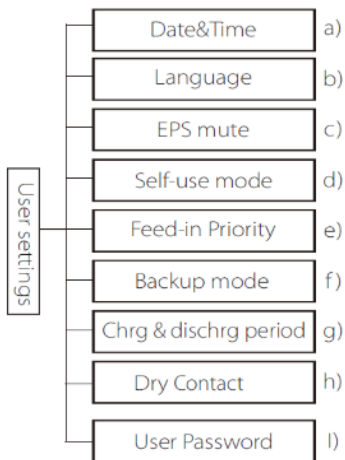 Date&Time a)
Language b)
EPS mute c)
Self-use mode d)
User settings
Feed-in Priority e)
Backup mode f)
Chrg & dischrg period g)
Dry Contact h)
User Password l)